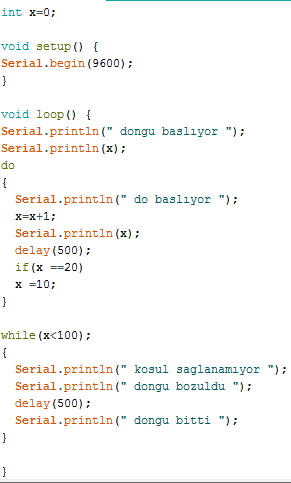 int x=0;
void setup() {
Serial.begin(9600);
}
void loop() {
Serial.println(" dongu baslıyor ");
Serial.println(x);
do
{
Serial.println(" do baslıyor ");
x=x+1;
Serial.println(x);
delay(500);
if(x ==20)
x =10;
}
while(x<100);
{
Serial.println(" kosul saglanamıyor ");
Serial.println(" dongu bozuldu ");
delay(500);
Serial.println(" dongu bitti ");
}
}